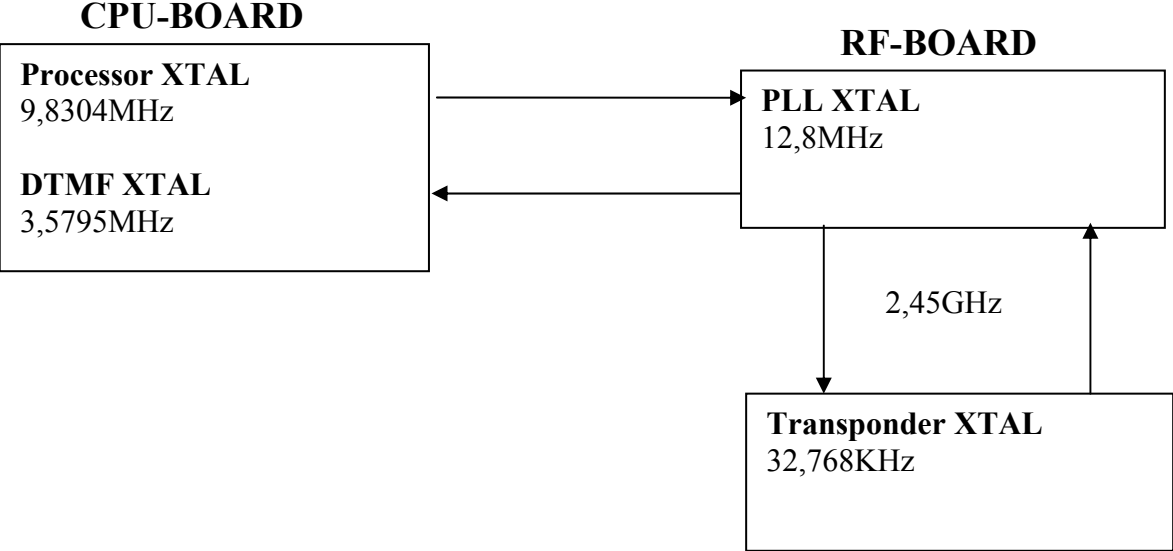 CPU-BOARD
Processor XTAL
9,8304MHz
DTMF XTAL
3,5795MHz
RF-BOARD
PLL XTAL
12,8MHz
2,45GHz
Transponder XTAL
32,768KHz